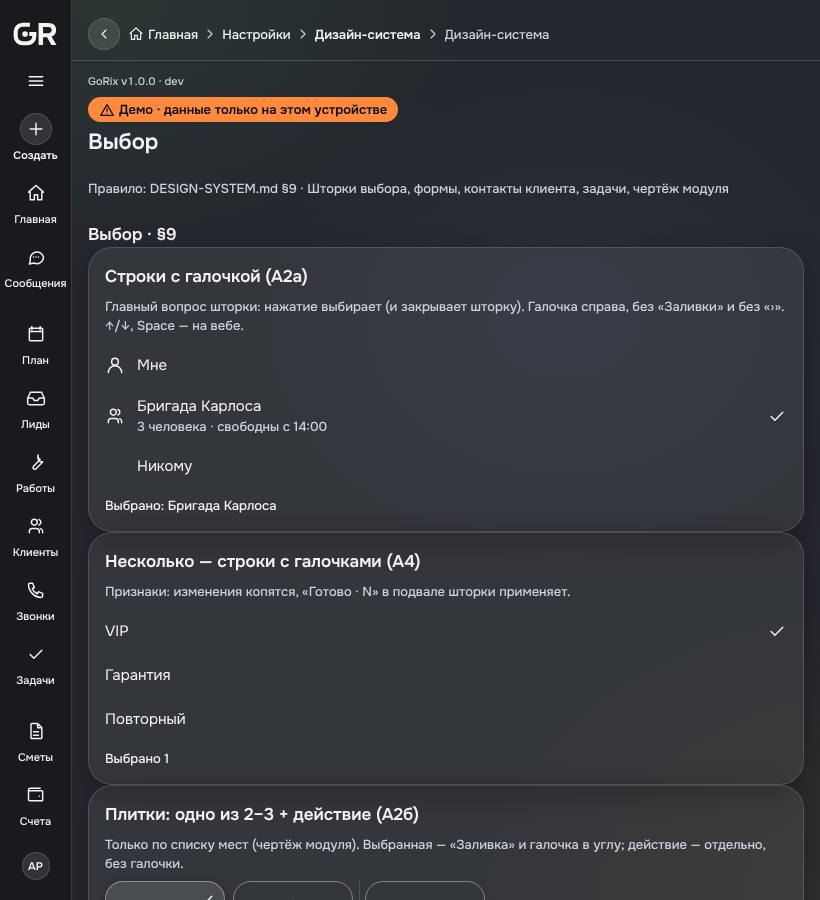 GR
Главная
Настройки
Дизайн-система
Дизайн-система
GoRix v1.0.0 · dev
Демо · данные только на этом устройстве
Выбор
Правило: DESIGN-SYSTEM.md §9 · Шторки выбора, формы, контакты клиента, задачи, чертёж модуля
Создать
Главная
Сообщения
План
Лиды
Работы
Клиенты
Звонки
Задачи
Сметы
Счета
AP
Выбор · §9
Строки с галочкой (A2a)
Главный вопрос шторки: нажатие выбирает (и закрывает шторку). Галочка справа, без «Заливки» и без «›».
↑/↓, Space — на вебе.
Мне
Бригада Карлоса
3 человека · свободны с 14:00
Никому
Выбрано: Бригада Карлоса
Несколько — строки с галочками (A4)
Признаки: изменения копятся, «Готово · N» в подвале шторки применяет.
VIP
Гарантия
Повторный
Выбрано 1
Плитки: одно из 2–3 + действие (A2б)
Только по списку мест (чертёж модуля). Выбранная — «Заливка» и галочка в углу; действие — отдельно,
без галочки.